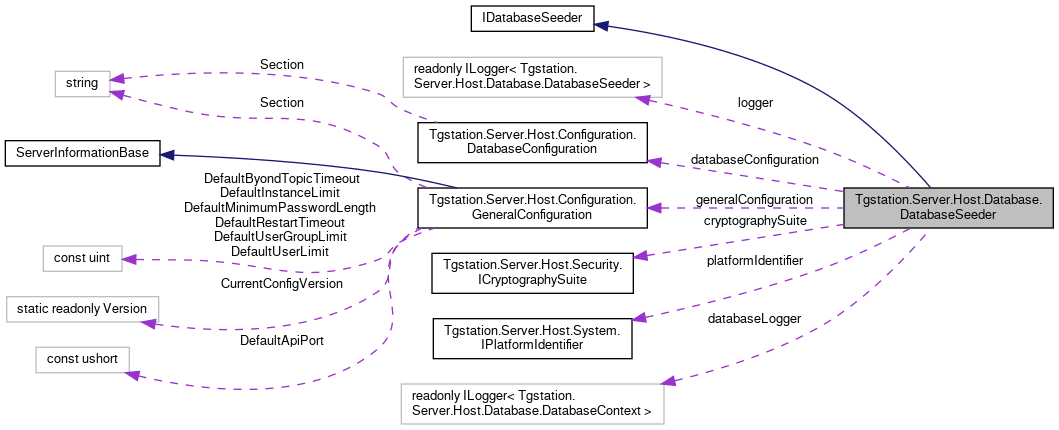 IDatabaseSeeder
readonly ILogger< Tgstation.
Server.Host.Database.DatabaseSeeder >
string
Section
Section
logger
Tgstation.Server.Host.Configuration.
DatabaseConfiguration
databaseConfiguration
ServerInformationBase
DefaultByondTopicTimeout
DefaultInstanceLimit
DefaultMinimumPasswordLength
DefaultRestartTimeout
DefaultUserGroupLimit
DefaultUserLimit
Tgstation.Server.Host.Configuration.
GeneralConfiguration
generalConfiguration
Tgstation.Server.Host.Database.
DatabaseSeeder
cryptographySuite
const uint
Tgstation.Server.Host.Security.
ICryptographySuite
platformIdentifier
CurrentConfigVersion
static readonly Version
Tgstation.Server.Host.System.
IPlatformIdentifier
databaseLogger
DefaultApiPort
const ushort
readonly ILogger< Tgstation.
Server.Host.Database.DatabaseContext >